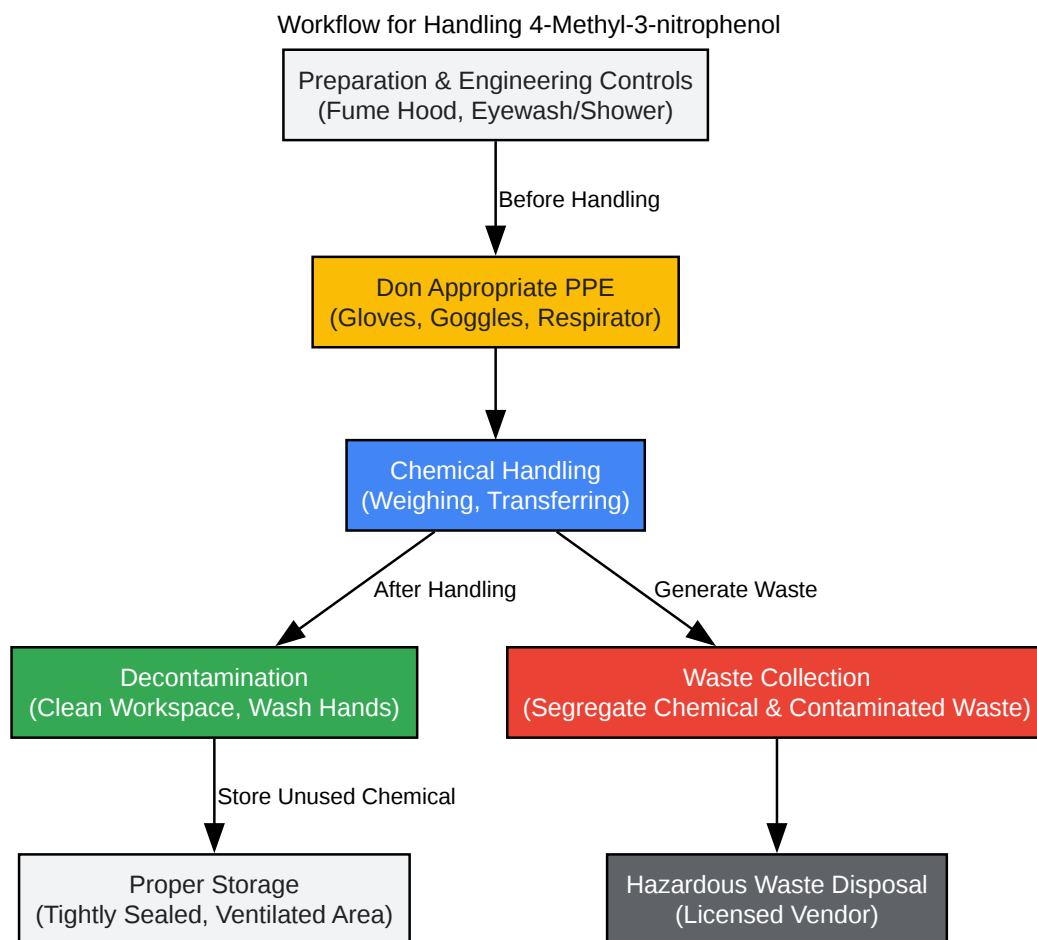 Workflow for Handling 4-Methyl-3-nitrophenol
Preparation & Engineering Controls
(Fume Hood, Eyewash/Shower)
Before Handling
Don Appropriate PPE
(Gloves, Goggles, Respirator)
Chemical Handling
(Weighing, Transferring)
After Handling
Generate Waste
Decontamination
(Clean Workspace, Wash Hands)
Waste Collection
(Segregate Chemical & Contaminated Waste)
Store Unused Chemical
Proper Storage
(Tightly Sealed, Ventilated Area)
Hazardous Waste Disposal
(Licensed Vendor)